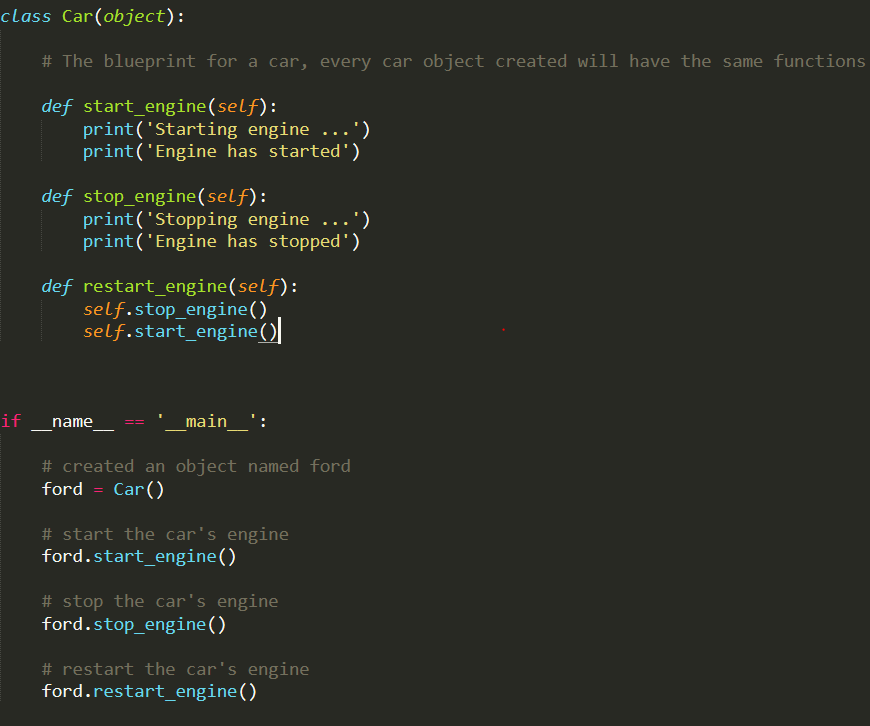 class Car(object):
# The blueprint for a car, every car object created will have the same functions
def start_engine(self):
print('Starting engine ...')
print('Engine has started')
def stop_engine(self):
print('Stopping engine ...')
print('Engine has stopped')
def restart_engine(self):
self.stop_engine()
self.start_engine()
if __name__ == '__main__':
# created an object named ford
ford = Car()
# start the car's engine
ford.start_engine()
# stop the car's engine
ford.stop_engine()
# restart the car's engine
ford.restart_engine()